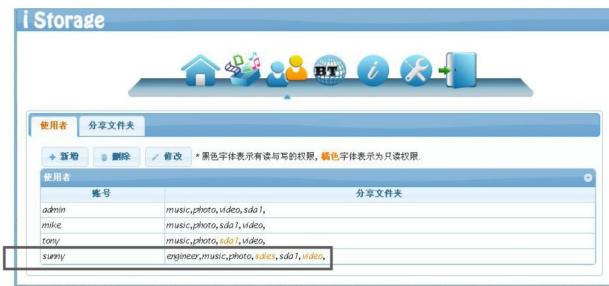 i Storage
BT
i
使用者 分享文件夹
新增 删除 修改 * 黑色字体表示有读与写的权限, 橘色字体表示为只读权限.
使用者
账号 分享文件夹
admin music,photo,video,sda1,
mike music,photo,sda1,video,
tony music,photo,sda1,video,
sunny engineer,music,photo,sales,sda1,video,